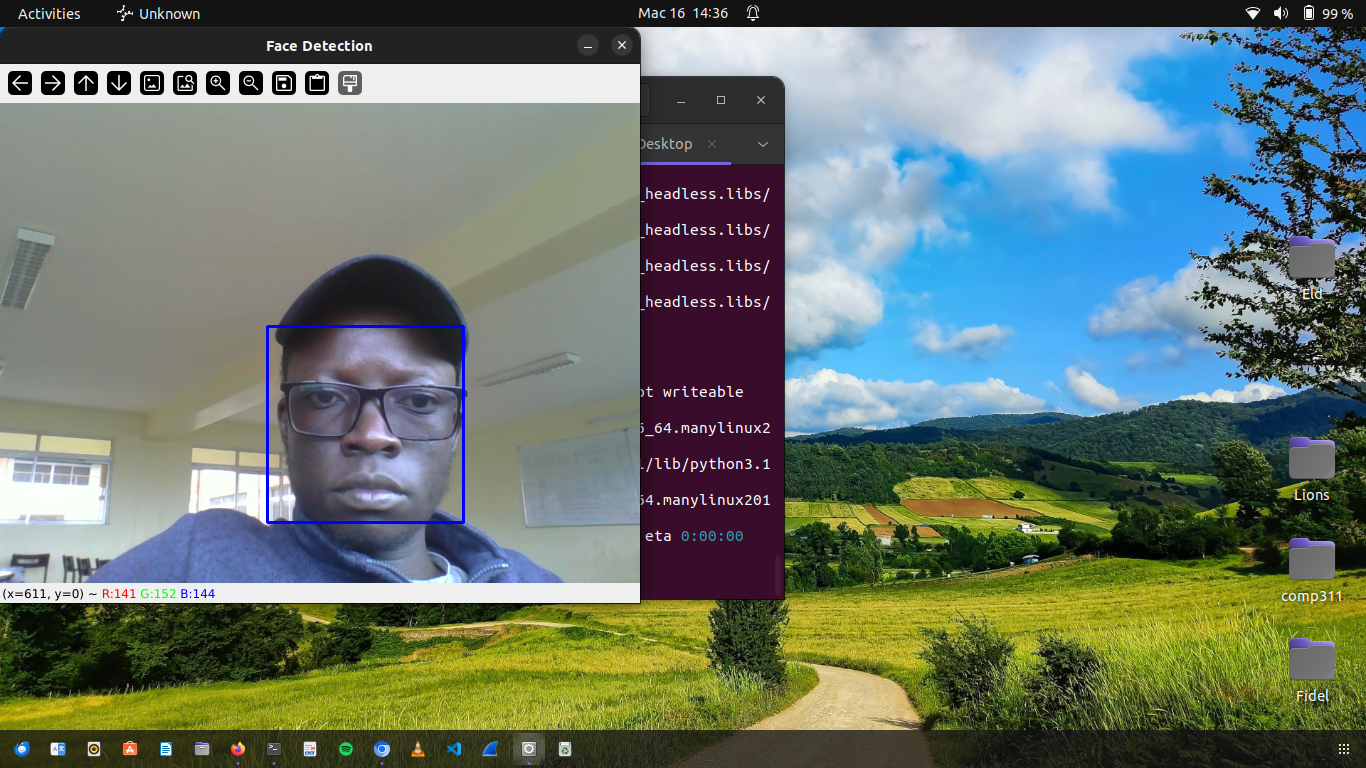 Activities
Unknown
Mac 16 14:36
99 %
Face Detection
Desktop
_headless.libs/
_headless.libs/
_headless.libs/
_headless.libs/
ot writeable
6_64.manylinux2
l/lib/python3.1
64.manylinux201
eta 0:00:00
(x=611, y=0) ~ R:141 G:152 B:144
Eld
Lions
comp311
Fidel